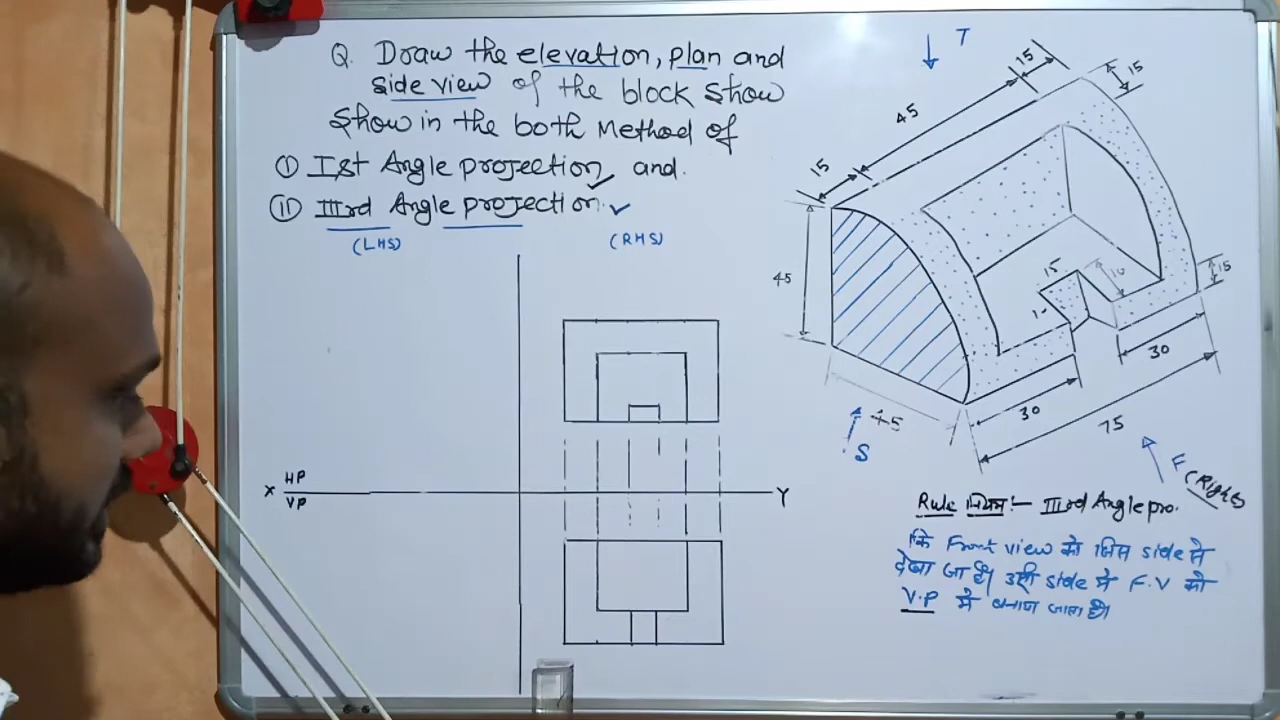 Q. Draw the elevation, plan and
side view of the block show
show in the both Method of
(i) Ist Angle projection and.
(ii) IIIrd Angle projection.
(LHS) (RHS)
T
15
15
45
15
45
15
10
15
30
30
75
45
S
F
(Right)
HP
X Y
VP
Rule नियम :- IIIrd Angle pro.
कि Front view को जिस side से
देखा जा है। उसी side में F.V को
V.P में बनाया जाता है।